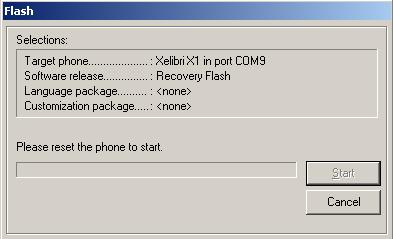 Flash
Selections:
Target phone.................... : Xelibri X1 in port COM9
Software release............... : Recovery Flash
Language package.......... : <none>
Customization package..... : <none>
Please reset the phone to start.
Start
Cancel